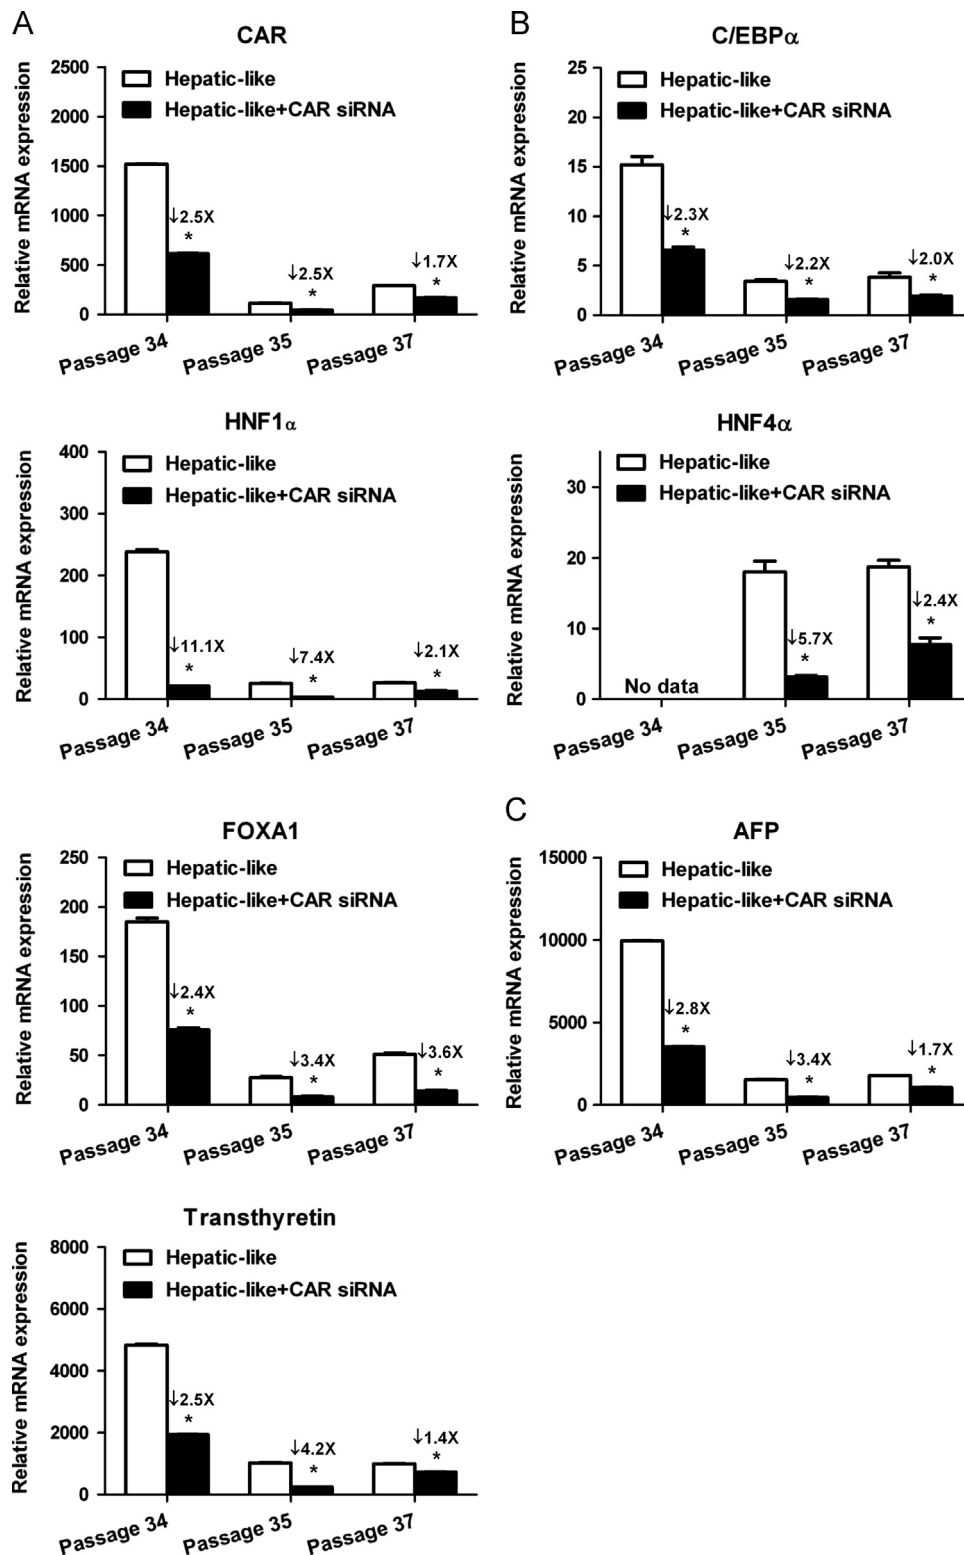 A
CAR
Relative mRNA expression
2500
2000
1500
1000
500
0
Hepatic-like
Hepatic-like+CAR siRNA
↓2.5X
*
↓2.5X
*
↓1.7X
*
Passage 34
Passage 35
Passage 37
B
C/EBPα
Relative mRNA expression
25
20
15
10
5
0
Hepatic-like
Hepatic-like+CAR siRNA
↓2.3X
*
↓2.2X
*
↓2.0X
*
Passage 34
Passage 35
Passage 37
HNF1α
Relative mRNA expression
400
300
200
100
0
Hepatic-like
Hepatic-like+CAR siRNA
↓11.1X
*
↓7.4X
*
↓2.1X
*
Passage 34
Passage 35
Passage 37
HNF4α
Relative mRNA expression
30
20
10
0
Hepatic-like
Hepatic-like+CAR siRNA
No data
↓5.7X
*
↓2.4X
*
Passage 34
Passage 35
Passage 37
FOXA1
Relative mRNA expression
250
200
150
100
50
0
Hepatic-like
Hepatic-like+CAR siRNA
↓2.4X
*
↓3.4X
*
↓3.6X
*
Passage 34
Passage 35
Passage 37
C
AFP
Relative mRNA expression
15000
10000
5000
0
Hepatic-like
Hepatic-like+CAR siRNA
↓2.8X
*
↓3.4X
*
↓1.7X
*
Passage 34
Passage 35
Passage 37
Transthyretin
Relative mRNA expression
8000
6000
4000
2000
0
Hepatic-like
Hepatic-like+CAR siRNA
↓2.5X
*
↓4.2X
*
↓1.4X
*
Passage 34
Passage 35
Passage 37